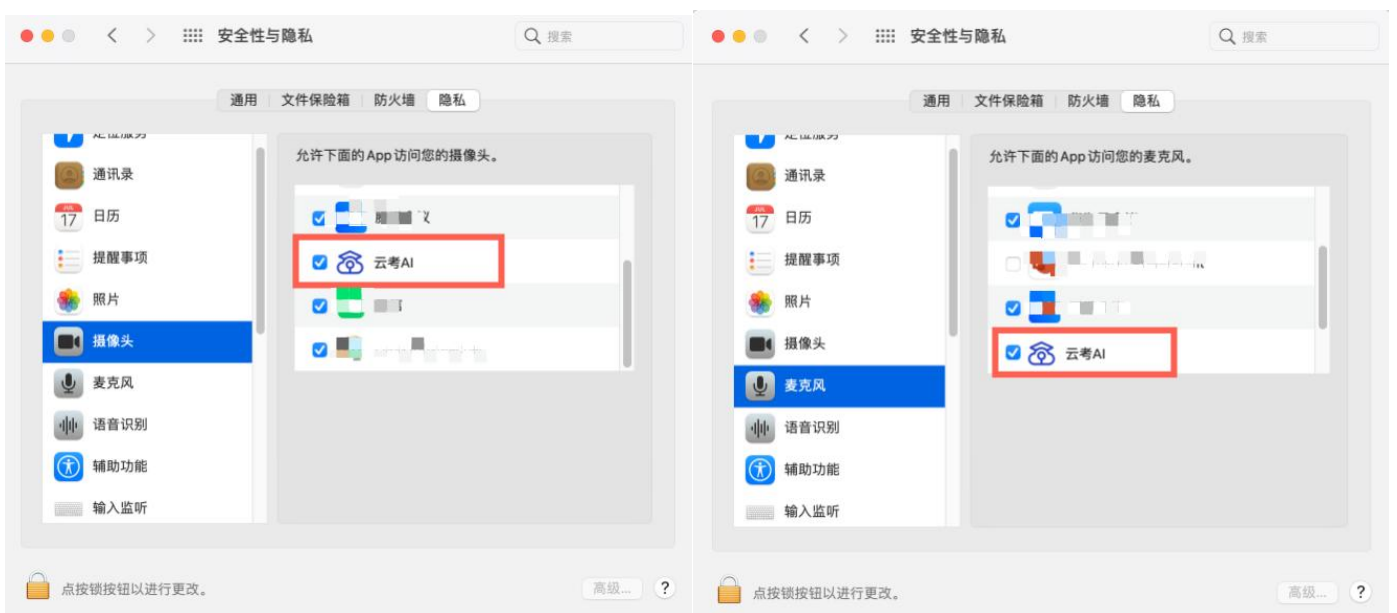 安全性与隐私
搜索
通用 文件保险箱 防火墙 隐私
定位服务
通讯录
日历
17
提醒事项
照片
摄像头
麦克风
语音识别
辅助功能
输入监听
允许下面的App访问您的摄像头。
云考AI
点按锁按钮以进行更改。
高级...
?
安全性与隐私
搜索
通用 文件保险箱 防火墙 隐私
定位服务
通讯录
日历
17
提醒事项
照片
摄像头
麦克风
语音识别
辅助功能
输入监听
允许下面的App访问您的麦克风。
云考AI
点按锁按钮以进行更改。
高级...
?